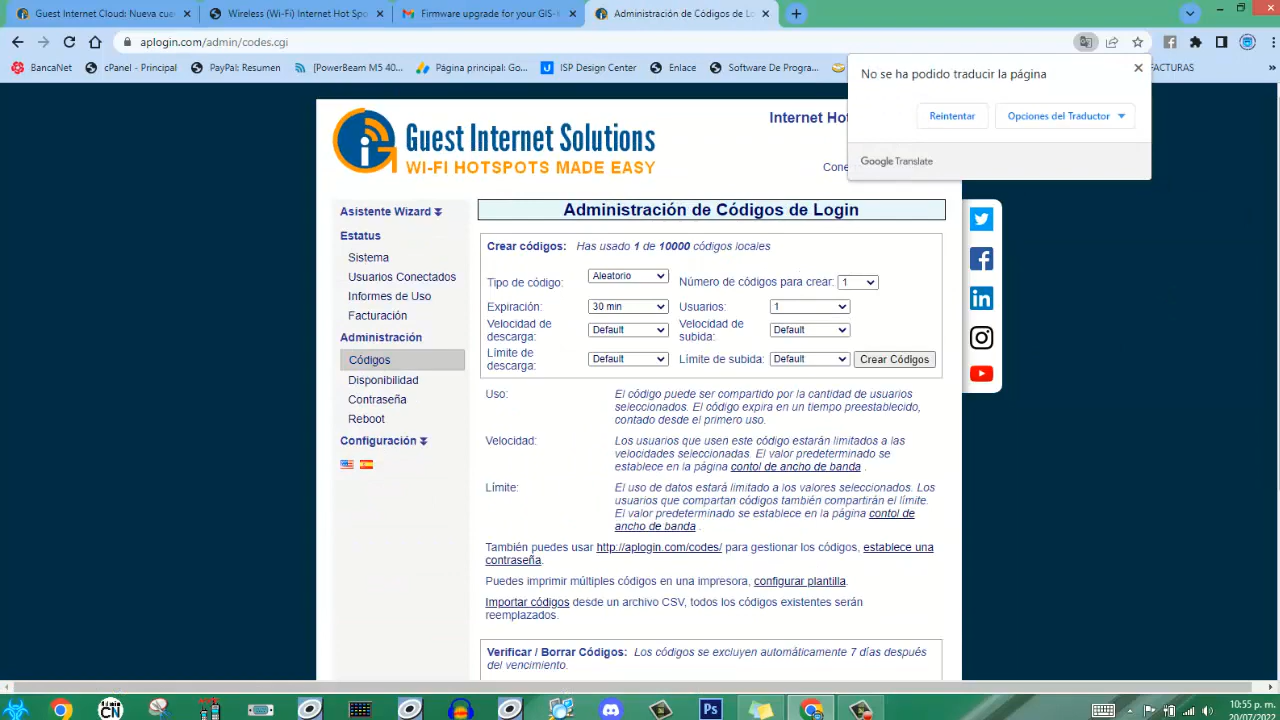 Guest Internet Cloud: Nueva cue
Wireless (Wi-Fi) Internet Hot Spo
Firmware upgrade for your GIS-
Administración de Códigos de Lo
aplogin.com/admin/codes.cgi
BancaNet
cPanel - Principal
PayPal: Resumen
[PowerBeam M5 40...
Página principal: Go...
ISP Design Center
Enlace
Software De Progra...
FACTURAS
»
No se ha podido traducir la página
Reintentar
Opciones del Traductor
Google Translate
Guest Internet Solutions
WI-FI HOTSPOTS MADE EASY
Internet Hot
Cone
Asistente Wizard
Estatus
Sistema
Usuarios Conectados
Informes de Uso
Facturación
Administración
Códigos
Disponibilidad
Contraseña
Reboot
Configuración
Administración de Códigos de Login
Crear códigos: Has usado 1 de 10000 códigos locales
Tipo de código: Aleatorio Número de códigos para crear: 1
Expiración: 30 min Usuarios: 1
Velocidad de descarga: Default Velocidad de subida: Default
Límite de descarga: Default Límite de subida: Default Crear Códigos
Uso: El código puede ser compartido por la cantidad de usuarios
seleccionados. El código expira en un tiempo preestablecido,
contado desde el primero uso.
Velocidad: Los usuarios que usen este código estarán limitados a las
velocidades seleccionadas. El valor predeterminado se
establece en la página contol de ancho de banda .
Límite: El uso de datos estará limitado a los valores seleccionados. Los
usuarios que compartan códigos también compartirán el límite.
El valor predeterminado se establece en la página contol de
ancho de banda .
También puedes usar http://aplogin.com/codes/ para gestionar los códigos, establece una
contraseña.
Puedes imprimir múltiples códigos en una impresora, configurar plantilla.
Importar códigos desde un archivo CSV, todos los códigos existentes serán
reemplazados.
Verificar / Borrar Códigos: Los códigos se excluyen automáticamente 7 días después
del vencimiento.
CN
Ps
10:55 p. m.
20/07/2022